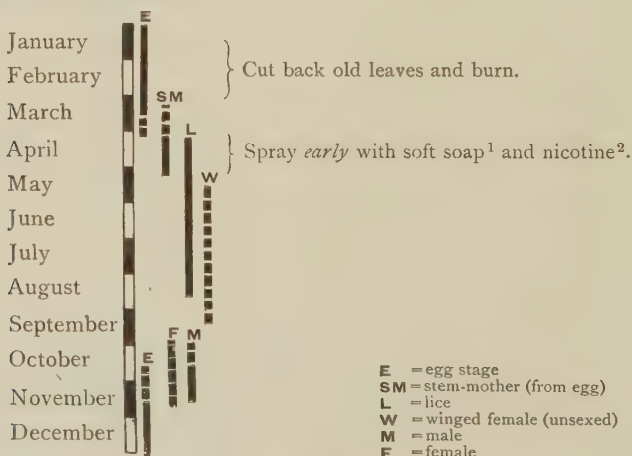 E
January
February
} Cut back old leaves and burn.
SM
March
L
April
} Spray early with soft soap¹ and nicotine².
W
May
June
July
August
September
F M
October
E
November
December
E = egg stage
SM = stem-mother (from egg)
L = lice
W = winged female (unsexed)
M = male
F = female